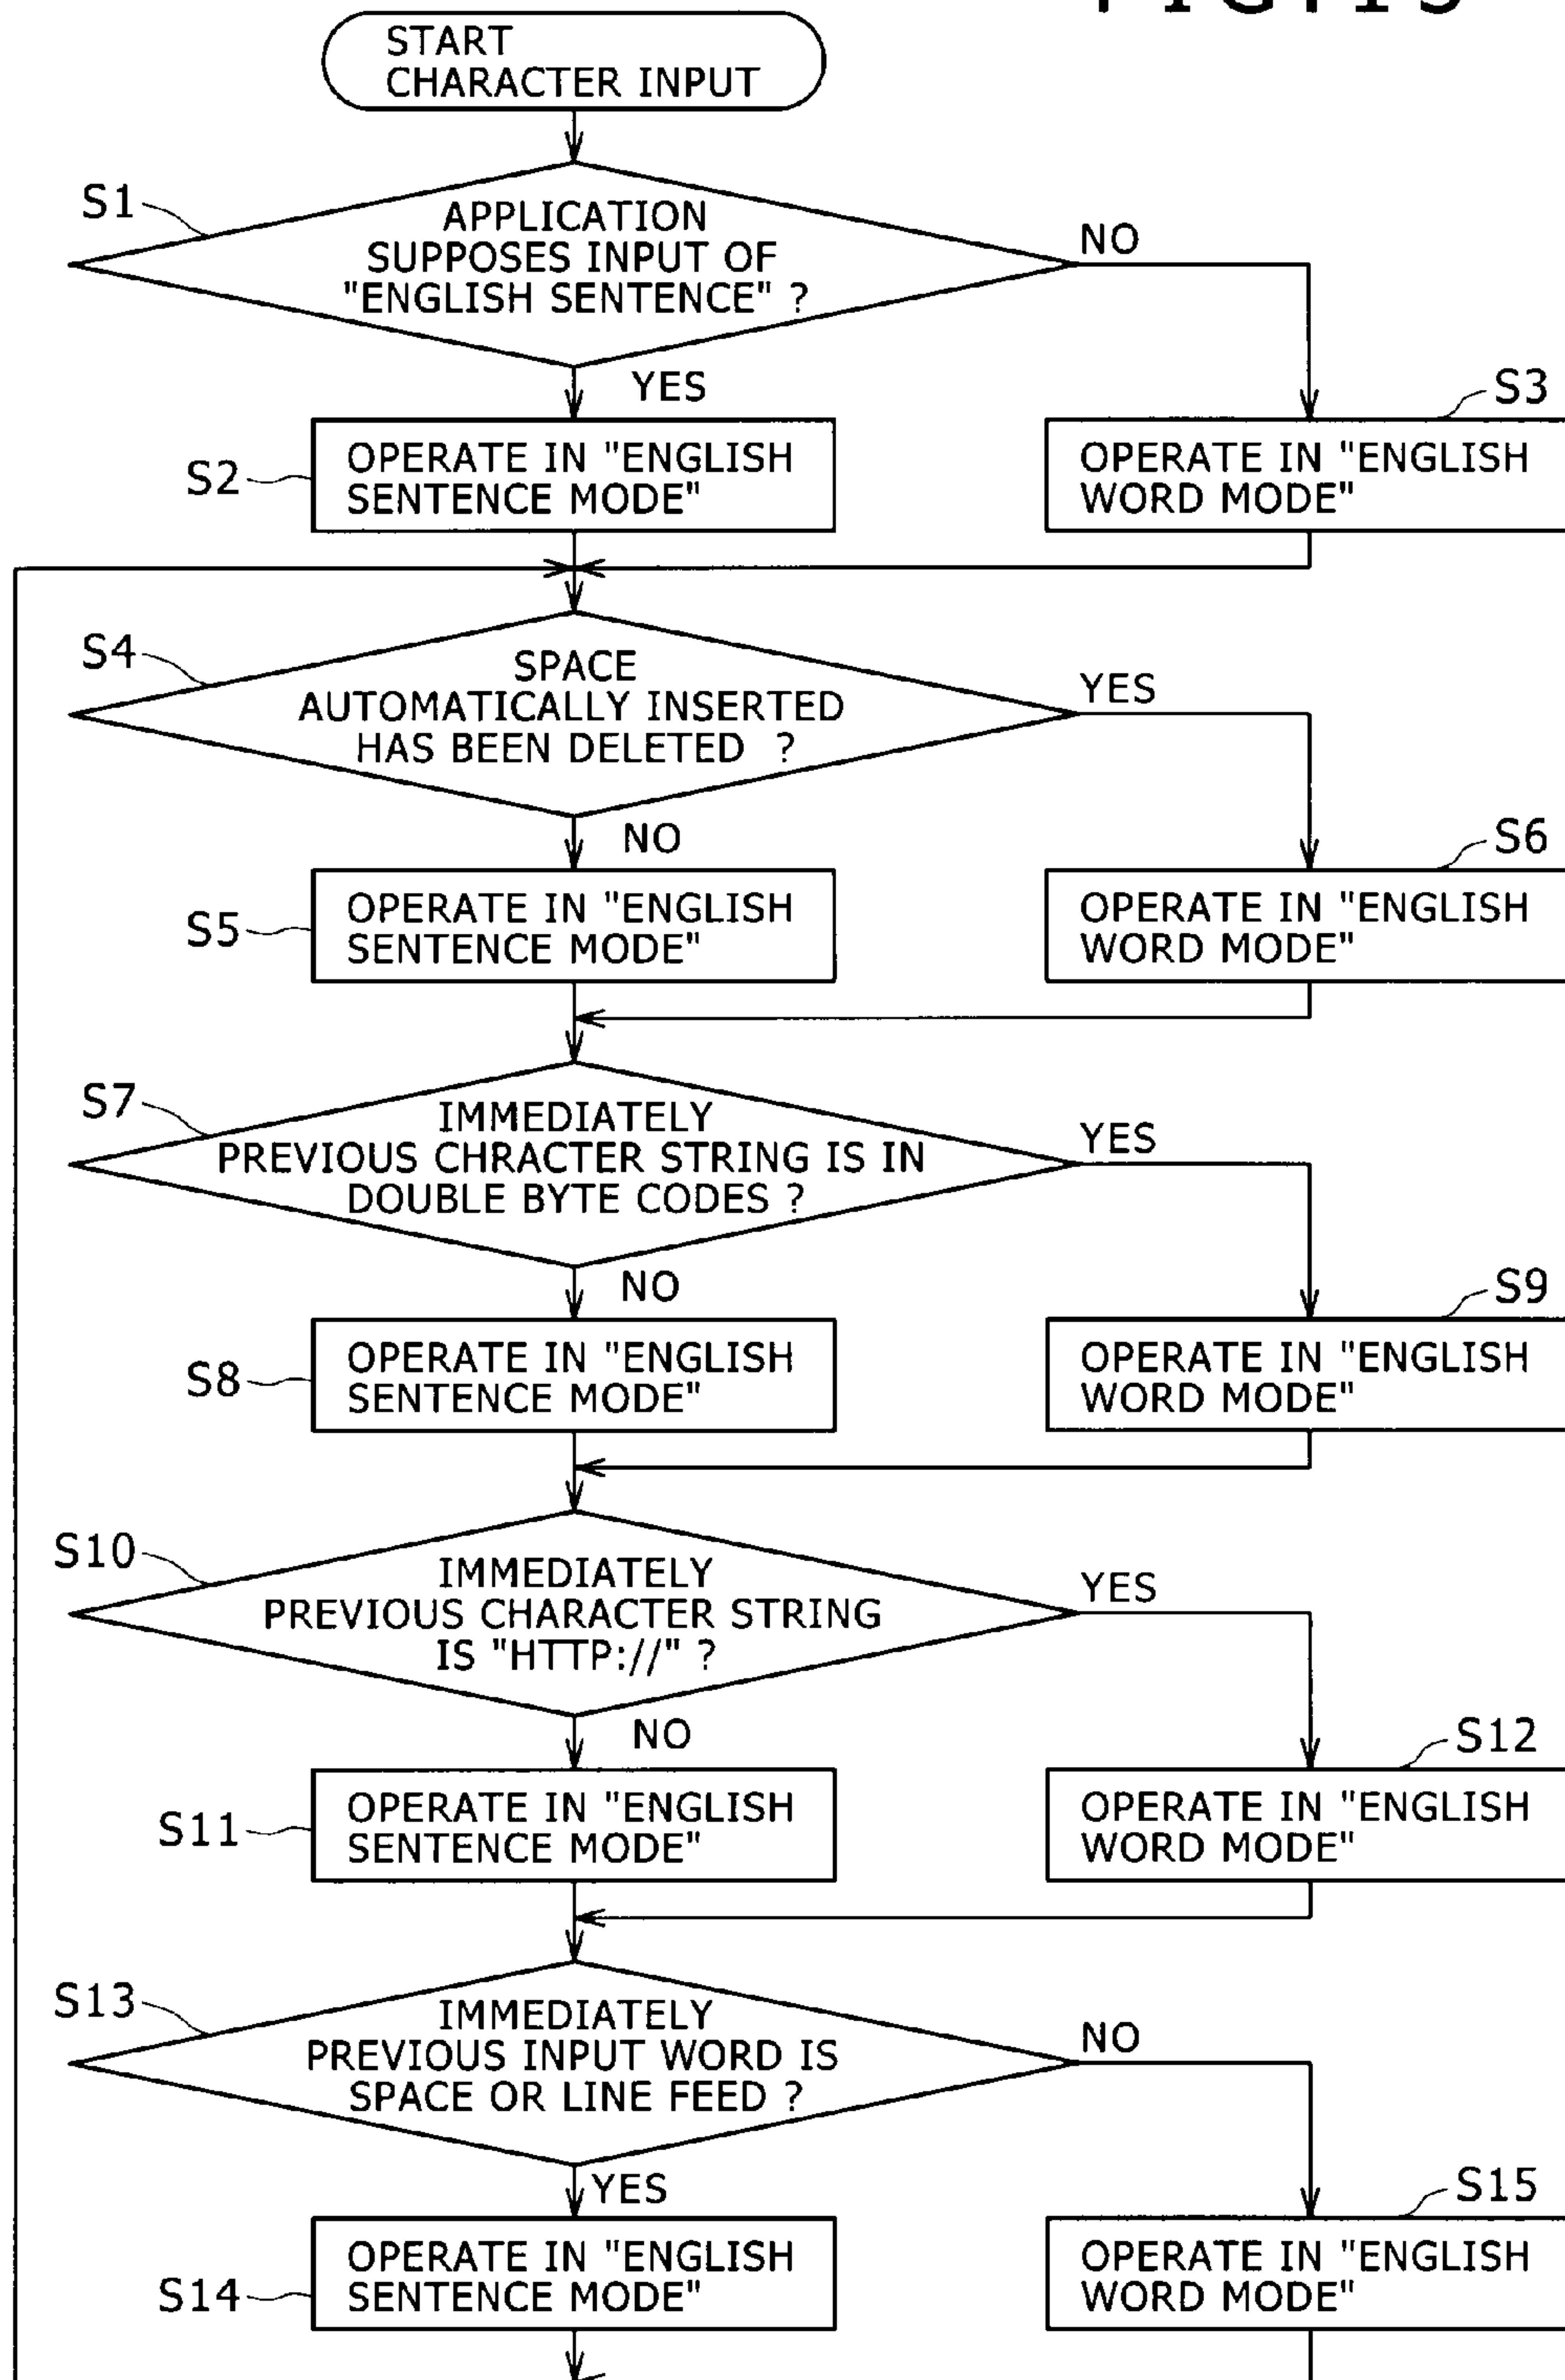 START
CHARACTER INPUT
S1
APPLICATION
SUPPOSES INPUT OF
"ENGLISH SENTENCE" ?
NO
YES
S2
OPERATE IN "ENGLISH
SENTENCE MODE"
S3
OPERATE IN "ENGLISH
WORD MODE"
S4
SPACE
AUTOMATICALLY INSERTED
HAS BEEN DELETED ?
YES
NO
S5
OPERATE IN "ENGLISH
SENTENCE MODE"
S6
OPERATE IN "ENGLISH
WORD MODE"
S7
IMMEDIATELY
PREVIOUS CHRACTER STRING IS IN
DOUBLE BYTE CODES ?
YES
NO
S8
OPERATE IN "ENGLISH
SENTENCE MODE"
S9
OPERATE IN "ENGLISH
WORD MODE"
S10
IMMEDIATELY
PREVIOUS CHARACTER STRING
IS "HTTP://" ?
YES
NO
S11
OPERATE IN "ENGLISH
SENTENCE MODE"
S12
OPERATE IN "ENGLISH
WORD MODE"
S13
IMMEDIATELY
PREVIOUS INPUT WORD IS
SPACE OR LINE FEED ?
NO
YES
S14
OPERATE IN "ENGLISH
SENTENCE MODE"
S15
OPERATE IN "ENGLISH
WORD MODE"